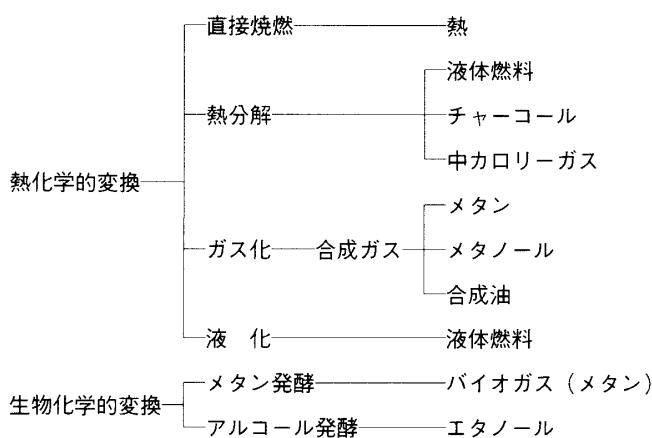 直接焼燃 熱
液体燃料
熱分解 チャーコール
中カロリーガス
熱化学的変換
メタン
ガス化 合成ガス メタノール
合成油
液 化 液体燃料
メタン発酵 バイオガス（メタン）
生物化学的変換
アルコール発酵 エタノール